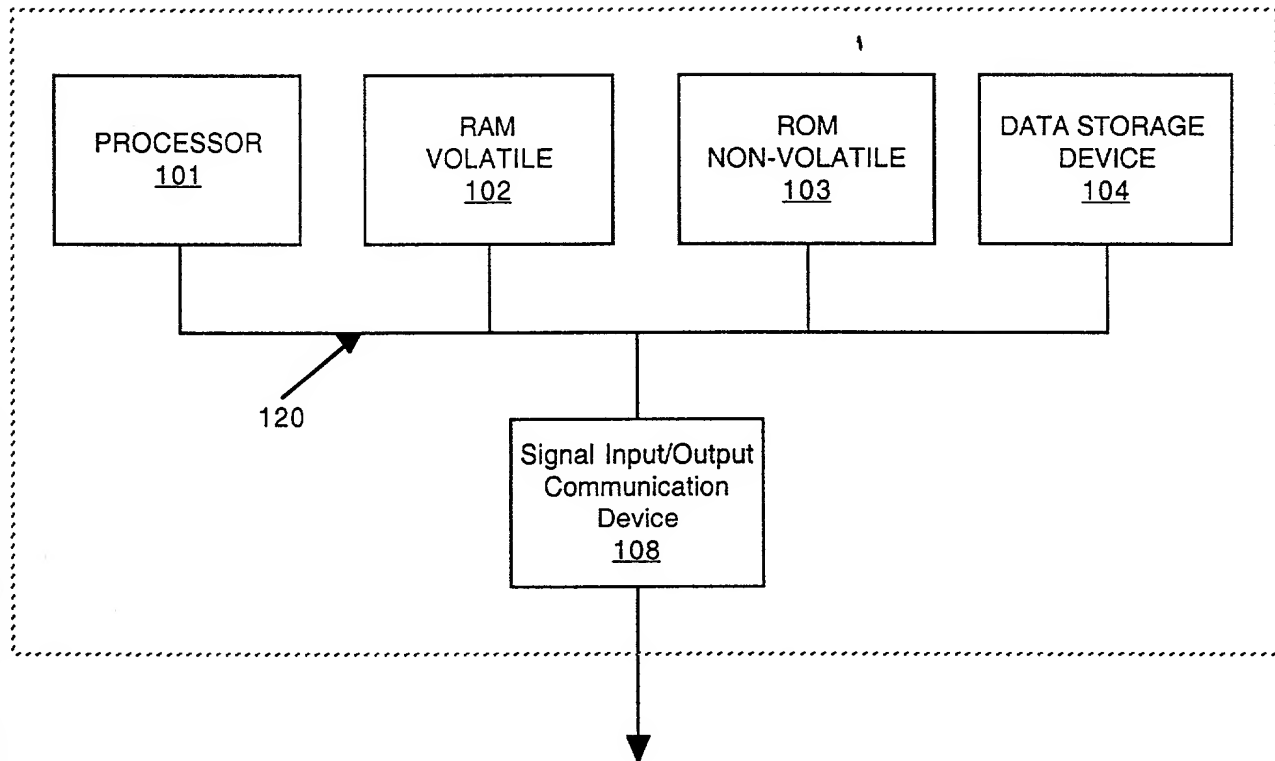 PROCESSOR
101
RAM
VOLATILE
102
ROM
NON-VOLATILE
103
DATA STORAGE
DEVICE
104
120
Signal Input/Output
Communication
Device
108